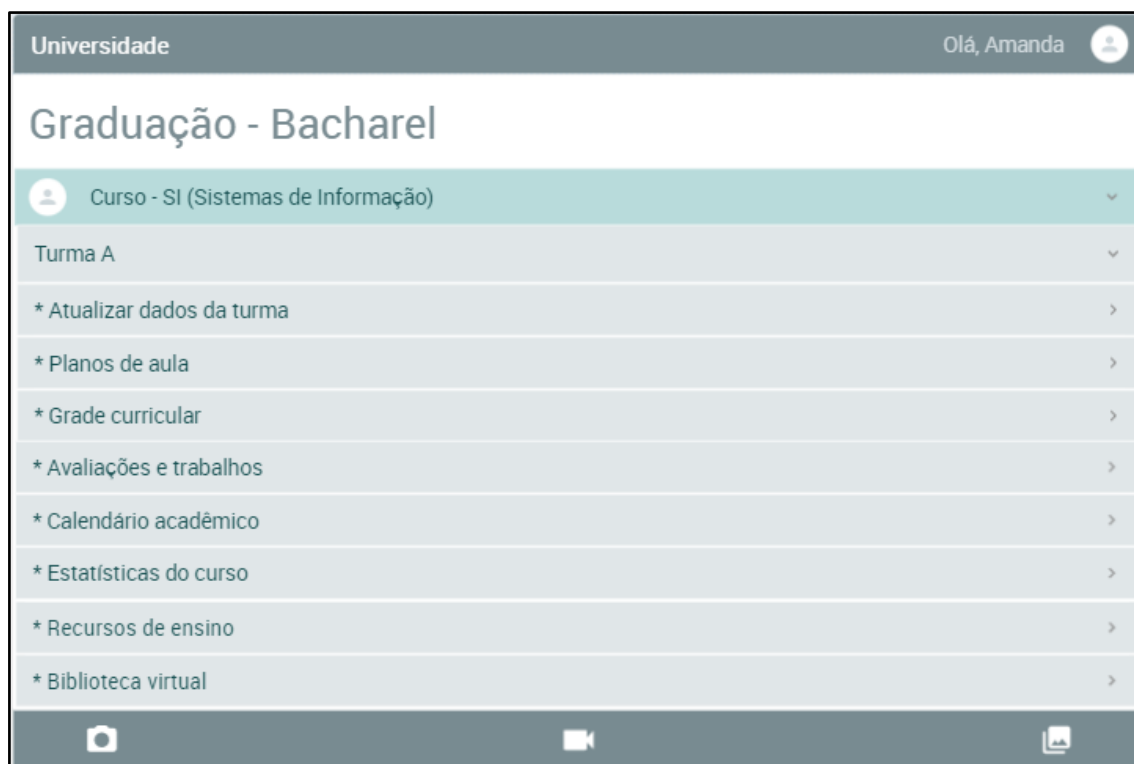 Universidade
Olá, Amanda
Graduação - Bacharel
Curso - SI (Sistemas de Informação)
Turma A
* Atualizar dados da turma
* Planos de aula
* Grade curricular
* Avaliações e trabalhos
* Calendário acadêmico
* Estatísticas do curso
* Recursos de ensino
* Biblioteca virtual